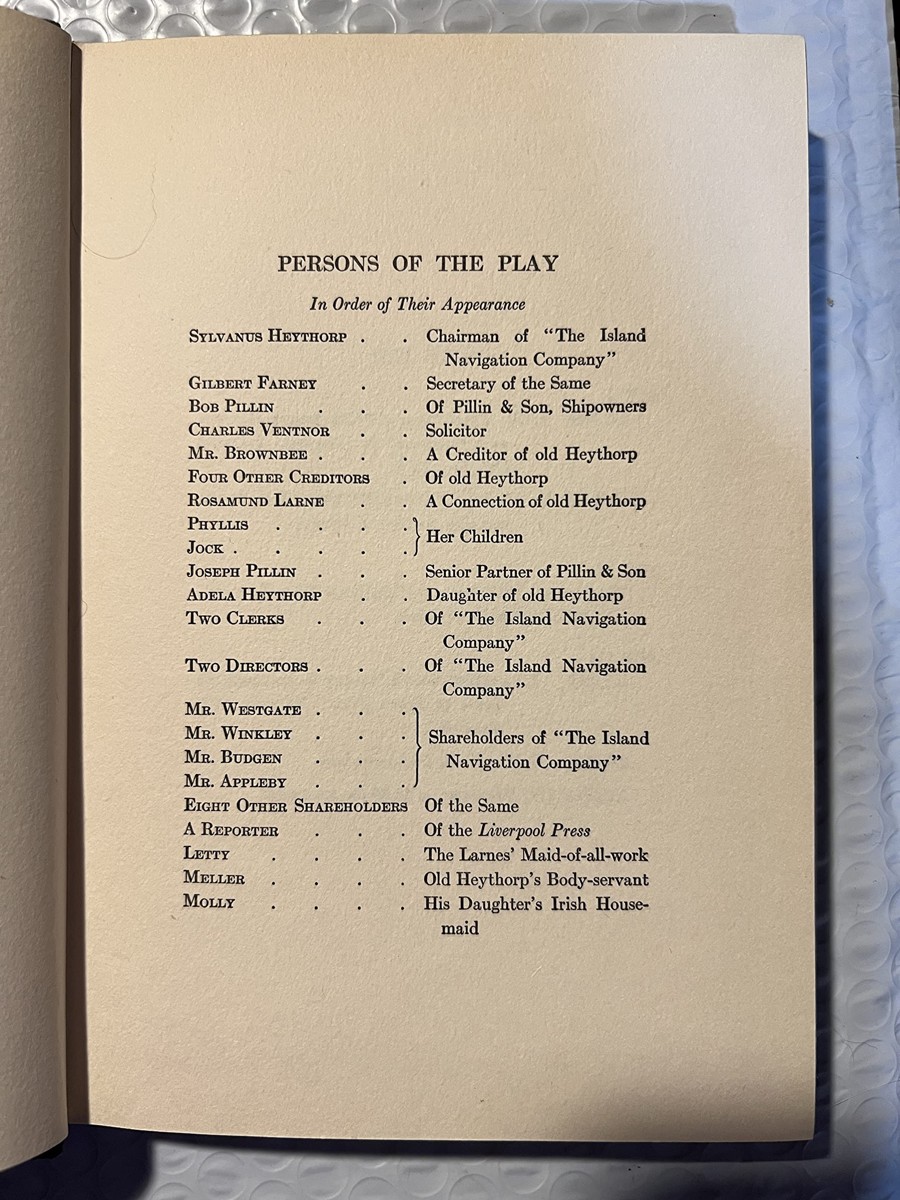 PERSONS OF THE PLAY
In Order of Their Appearance
SYLVANUS HEYTHORP . . Chairman of "The Island
Navigation Company"
GILBERT FARNEY . . Secretary of the Same
BOB PILLIN . . . Of Pillin & Son, Shipowners
CHARLES VENTNOR . . Solicitor
MR. BROWNBEE . . . A Creditor of old Heythorp
FOUR OTHER CREDITORS . Of old Heythorp
ROSAMUND LARNE . . A Connection of old Heythorp
PHYLLIS . . . .
} Her Children
JOCK . . . . .
JOSEPH PILLIN . . . Senior Partner of Pillin & Son
ADELA HEYTHORP . . Daughter of old Heythorp
TWO CLERKS . . . Of "The Island Navigation
Company"
TWO DIRECTORS . . . Of "The Island Navigation
Company"
MR. WESTGATE . . .
MR. WINKLEY . . . } Shareholders of "The Island
MR. BUDGEN . . . Navigation Company"
MR. APPLEBY . . .
EIGHT OTHER SHAREHOLDERS Of the Same
A REPORTER . . . Of the Liverpool Press
LETTY . . . . The Larnes' Maid-of-all-work
MELLER . . . . Old Heythorp's Body-servant
MOLLY . . . . His Daughter's Irish House-
maid